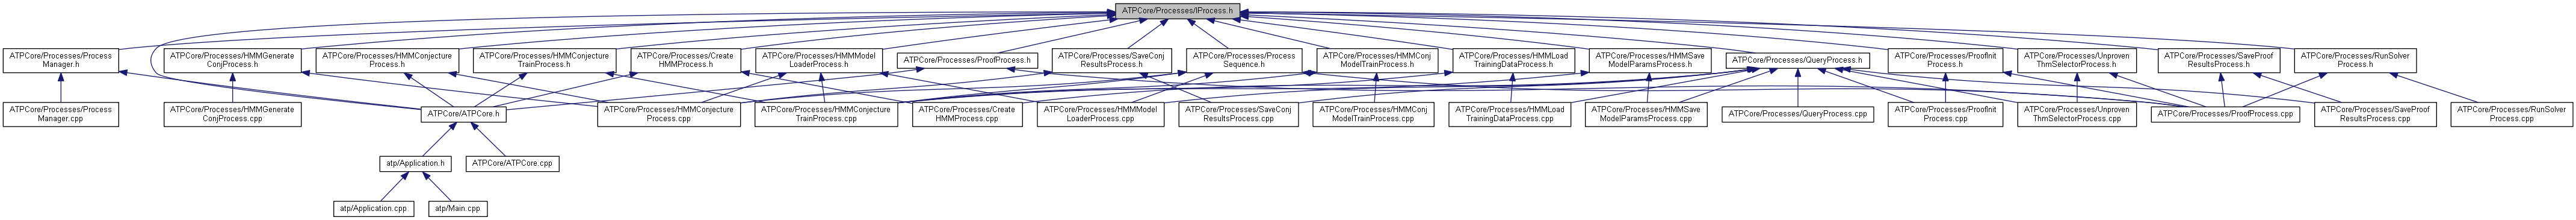 ATPCore/Processes/IProcess.h
ATPCore/Processes/Process
Manager.h
ATPCore/Processes/HMMGenerate
ConjProcess.h
ATPCore/Processes/HMMConjecture
Process.h
ATPCore/Processes/HMMConjecture
TrainProcess.h
ATPCore/Processes/Create
HMMProcess.h
ATPCore/Processes/HMMModel
LoaderProcess.h
ATPCore/Processes/ProofProcess.h
ATPCore/Processes/SaveConj
ResultsProcess.h
ATPCore/Processes/Process
Sequence.h
ATPCore/Processes/HMMConj
ModelTrainProcess.h
ATPCore/Processes/HMMLoad
TrainingDataProcess.h
ATPCore/Processes/HMMSave
ModelParamsProcess.h
ATPCore/Processes/QueryProcess.h
ATPCore/Processes/ProofInit
Process.h
ATPCore/Processes/Unproven
ThmSelectorProcess.h
ATPCore/Processes/SaveProof
ResultsProcess.h
ATPCore/Processes/RunSolver
Process.h
ATPCore/Processes/Process
Manager.cpp
ATPCore/Processes/HMMGenerate
ConjProcess.cpp
ATPCore/ATPCore.h
ATPCore/Processes/HMMConjecture
Process.cpp
ATPCore/Processes/HMMConjecture
TrainProcess.cpp
ATPCore/Processes/Create
HMMProcess.cpp
ATPCore/Processes/HMMModel
LoaderProcess.cpp
ATPCore/Processes/SaveConj
ResultsProcess.cpp
ATPCore/Processes/HMMConj
ModelTrainProcess.cpp
ATPCore/Processes/HMMLoad
TrainingDataProcess.cpp
ATPCore/Processes/HMMSave
ModelParamsProcess.cpp
ATPCore/Processes/QueryProcess.cpp
ATPCore/Processes/ProofInit
Process.cpp
ATPCore/Processes/Unproven
ThmSelectorProcess.cpp
ATPCore/Processes/ProofProcess.cpp
ATPCore/Processes/SaveProof
ResultsProcess.cpp
ATPCore/Processes/RunSolver
Process.cpp
atp/Application.h
ATPCore/ATPCore.cpp
atp/Application.cpp
atp/Main.cpp